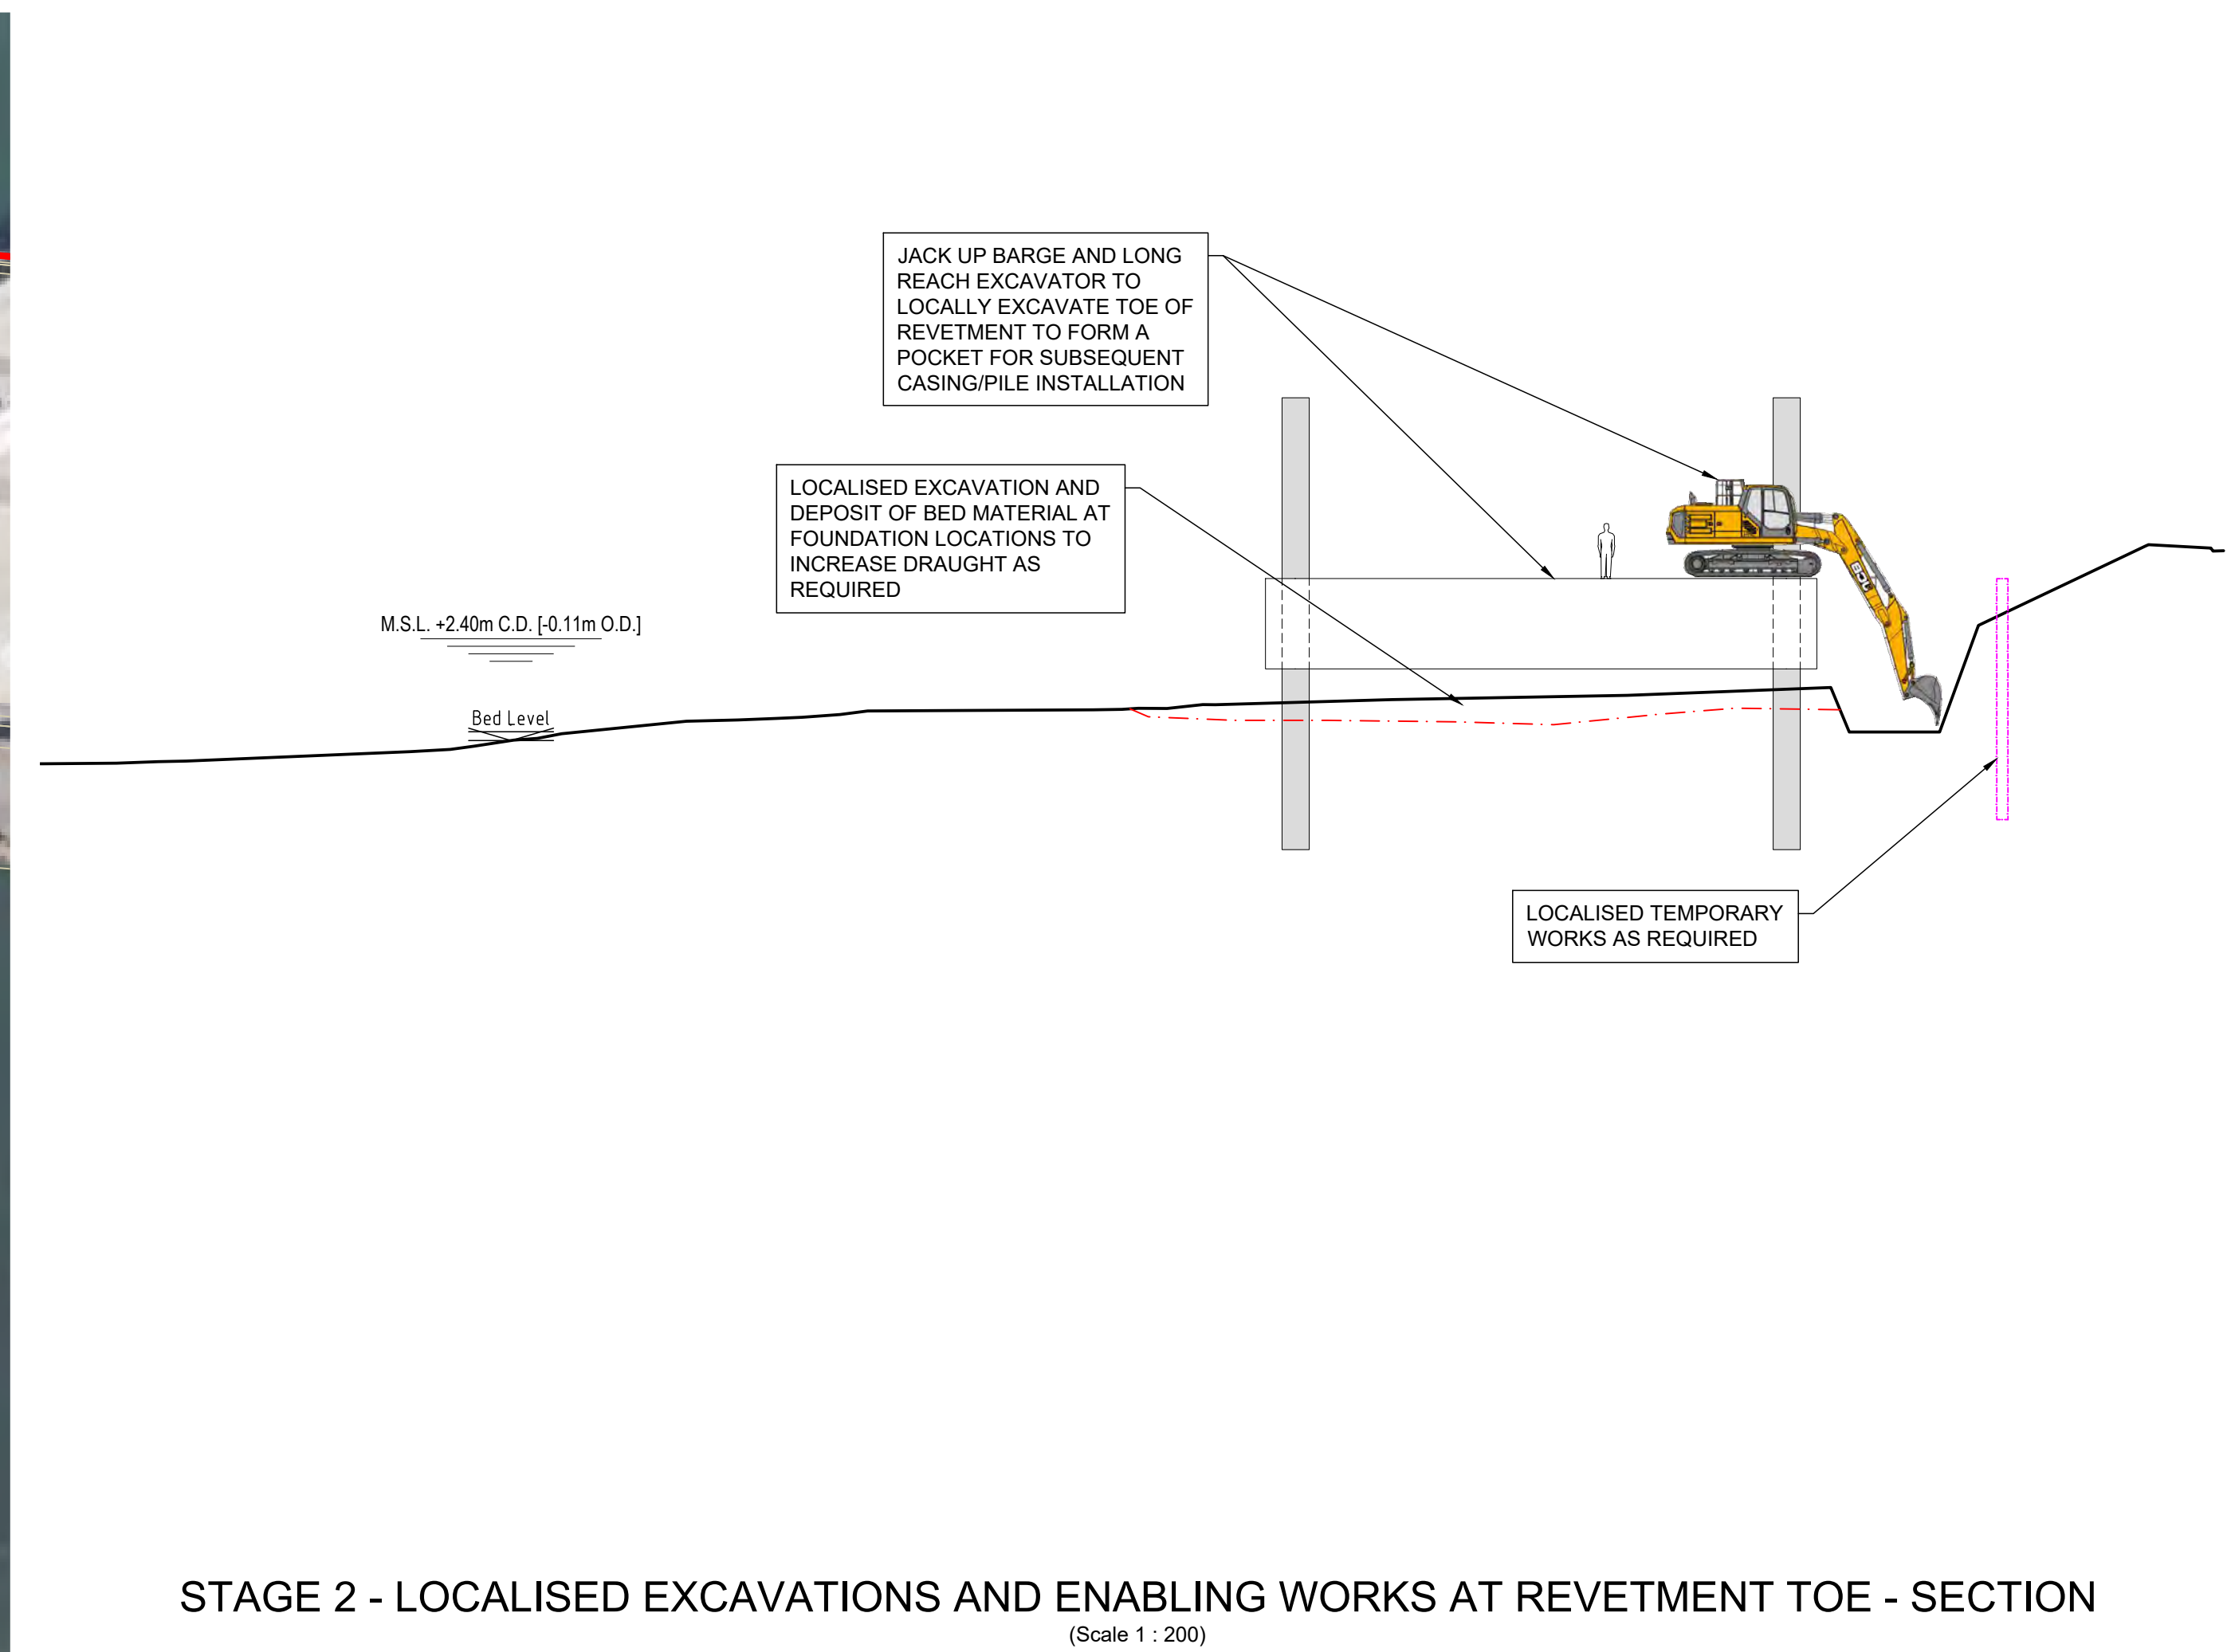 JACK UP BARGE AND LONG
REACH EXCAVATOR TO
LOCALLY EXCAVATE TOE OF
REVETMENT TO FORM A
POCKET FOR SUBSEQUENT
CASING/PILE INSTALLATION
LOCALISED EXCAVATION AND
DEPOSIT OF BED MATERIAL AT
FOUNDATION LOCATIONS TO
INCREASE DRAUGHT AS
REQUIRED
M.S.L. +2.40m C.D. [-0.11m O.D.]
Bed Level
JCB
LOCALISED TEMPORARY
WORKS AS REQUIRED
STAGE 2 - LOCALISED EXCAVATIONS AND ENABLING WORKS AT REVETMENT TOE - SECTION
(Scale 1 : 200)